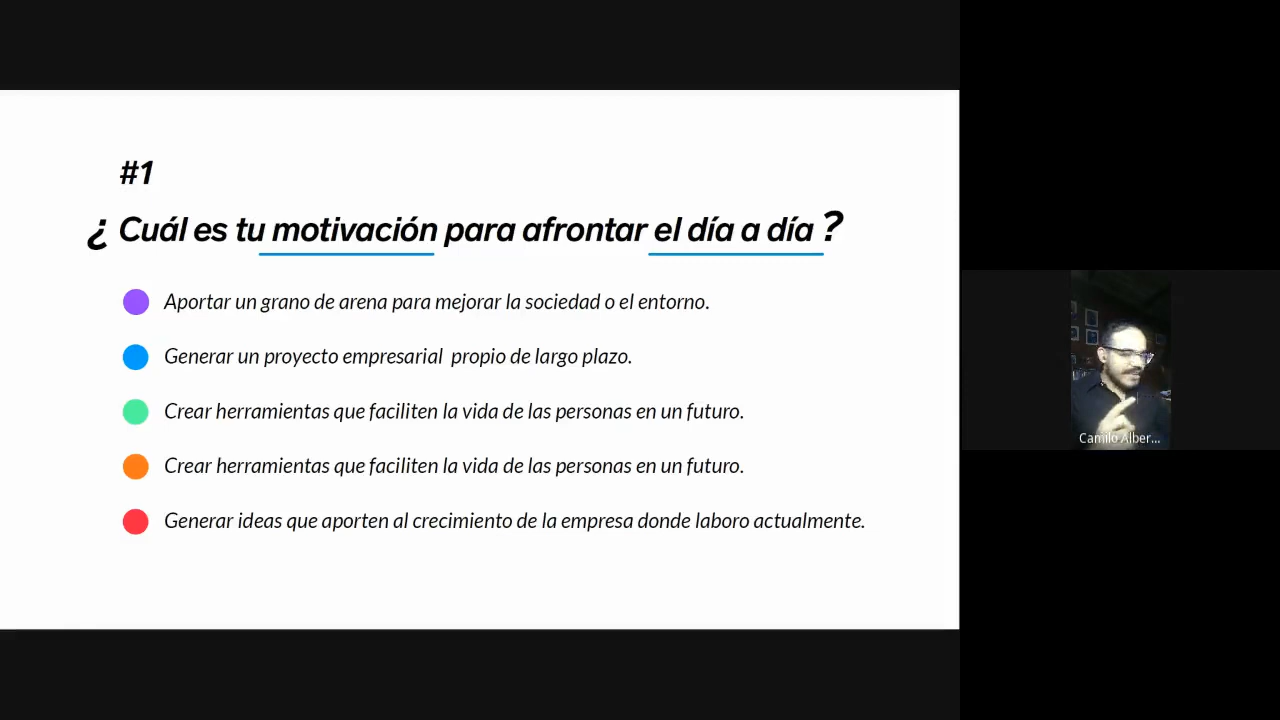 #1
¿ Cuál es tu motivación para afrontar el día a día ?
Aportar un grano de arena para mejorar la sociedad o el entorno.
Generar un proyecto empresarial propio de largo plazo.
Crear herramientas que faciliten la vida de las personas en un futuro.
Crear herramientas que faciliten la vida de las personas en un futuro.
Generar ideas que aporten al crecimiento de la empresa donde laboro actualmente.
Camilo Alber...